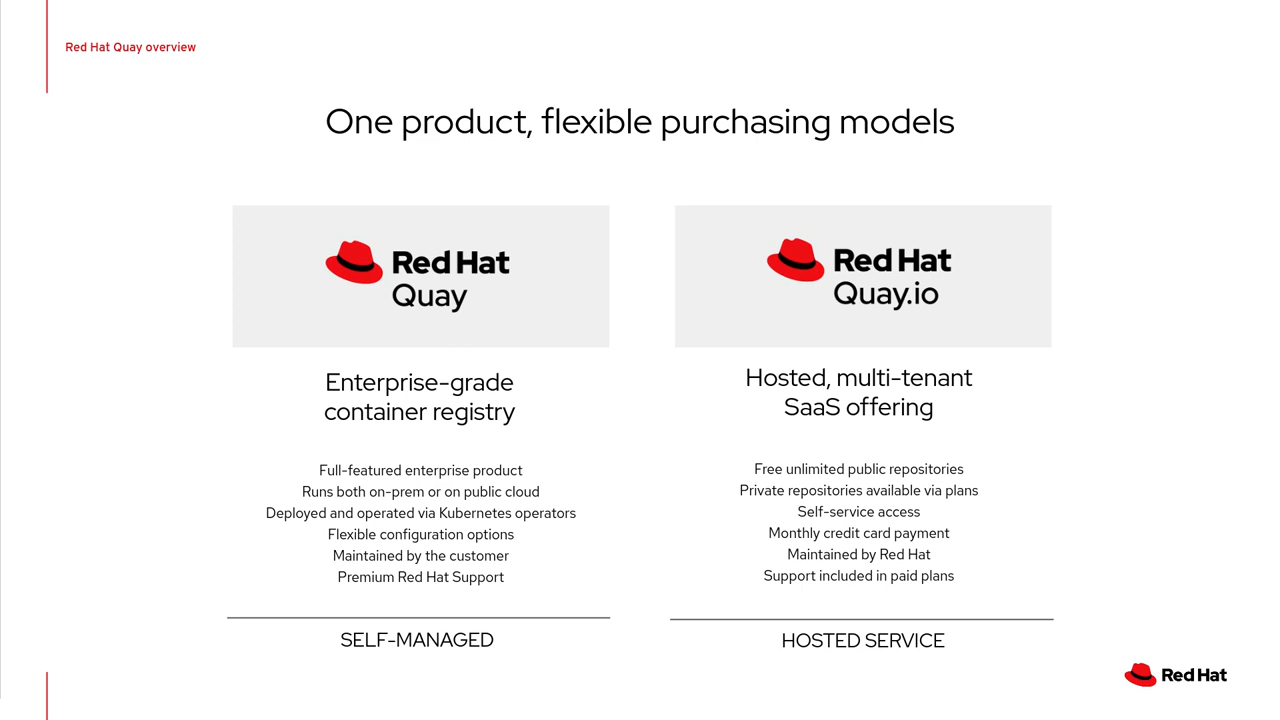 Red Hat Quay overview
One product, flexible purchasing models
Red Hat
Quay
Enterprise-grade
container registry
Full-featured enterprise product
Runs both on-prem or on public cloud
Deployed and operated via Kubernetes operators
Flexible configuration options
Maintained by the customer
Premium Red Hat Support
SELF-MANAGED
Red Hat
Quay.io
Hosted, multi-tenant
SaaS offering
Free unlimited public repositories
Private repositories available via plans
Self-service access
Monthly credit card payment
Maintained by Red Hat
Support included in paid plans
HOSTED SERVICE
Red Hat